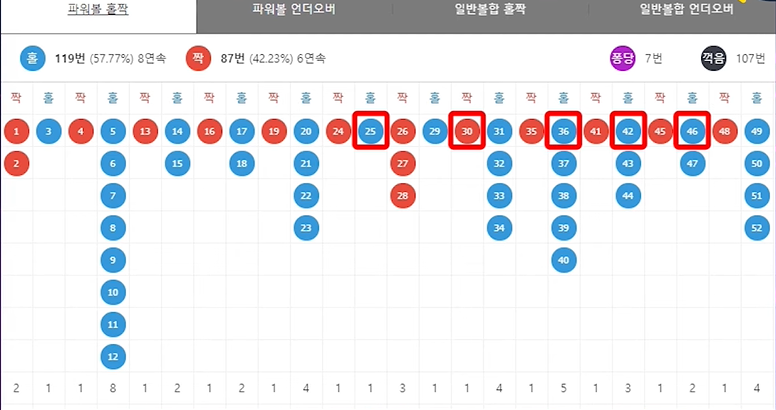 파워볼 홀짝 파워볼 언더오버 일반볼합 홀짝 일반볼합 언더오버
홀 119번 (57.77%) 8연속 짝 87번 (42.23%) 6연속 퐁당 7번 꺽음 107번
짝 홀 짝 홀 짝 홀 짝 홀 짝 홀 짝 홀 짝 홀 짝 홀 짝 홀 짝 홀 짝 홀 짝 홀
1 3 4 5 13 14 16 17 19 20 24 25 26 29 30 31 35 36 41 42 45 46 48 49
2 6 15 18 21 27 32 37 43 47 50
7 22 28 33 38 44 51
8 23 34 39 52
9 40
10
11
12
2 1 1 8 1 2 1 2 1 4 1 1 3 1 1 4 1 5 1 3 1 2 1 4